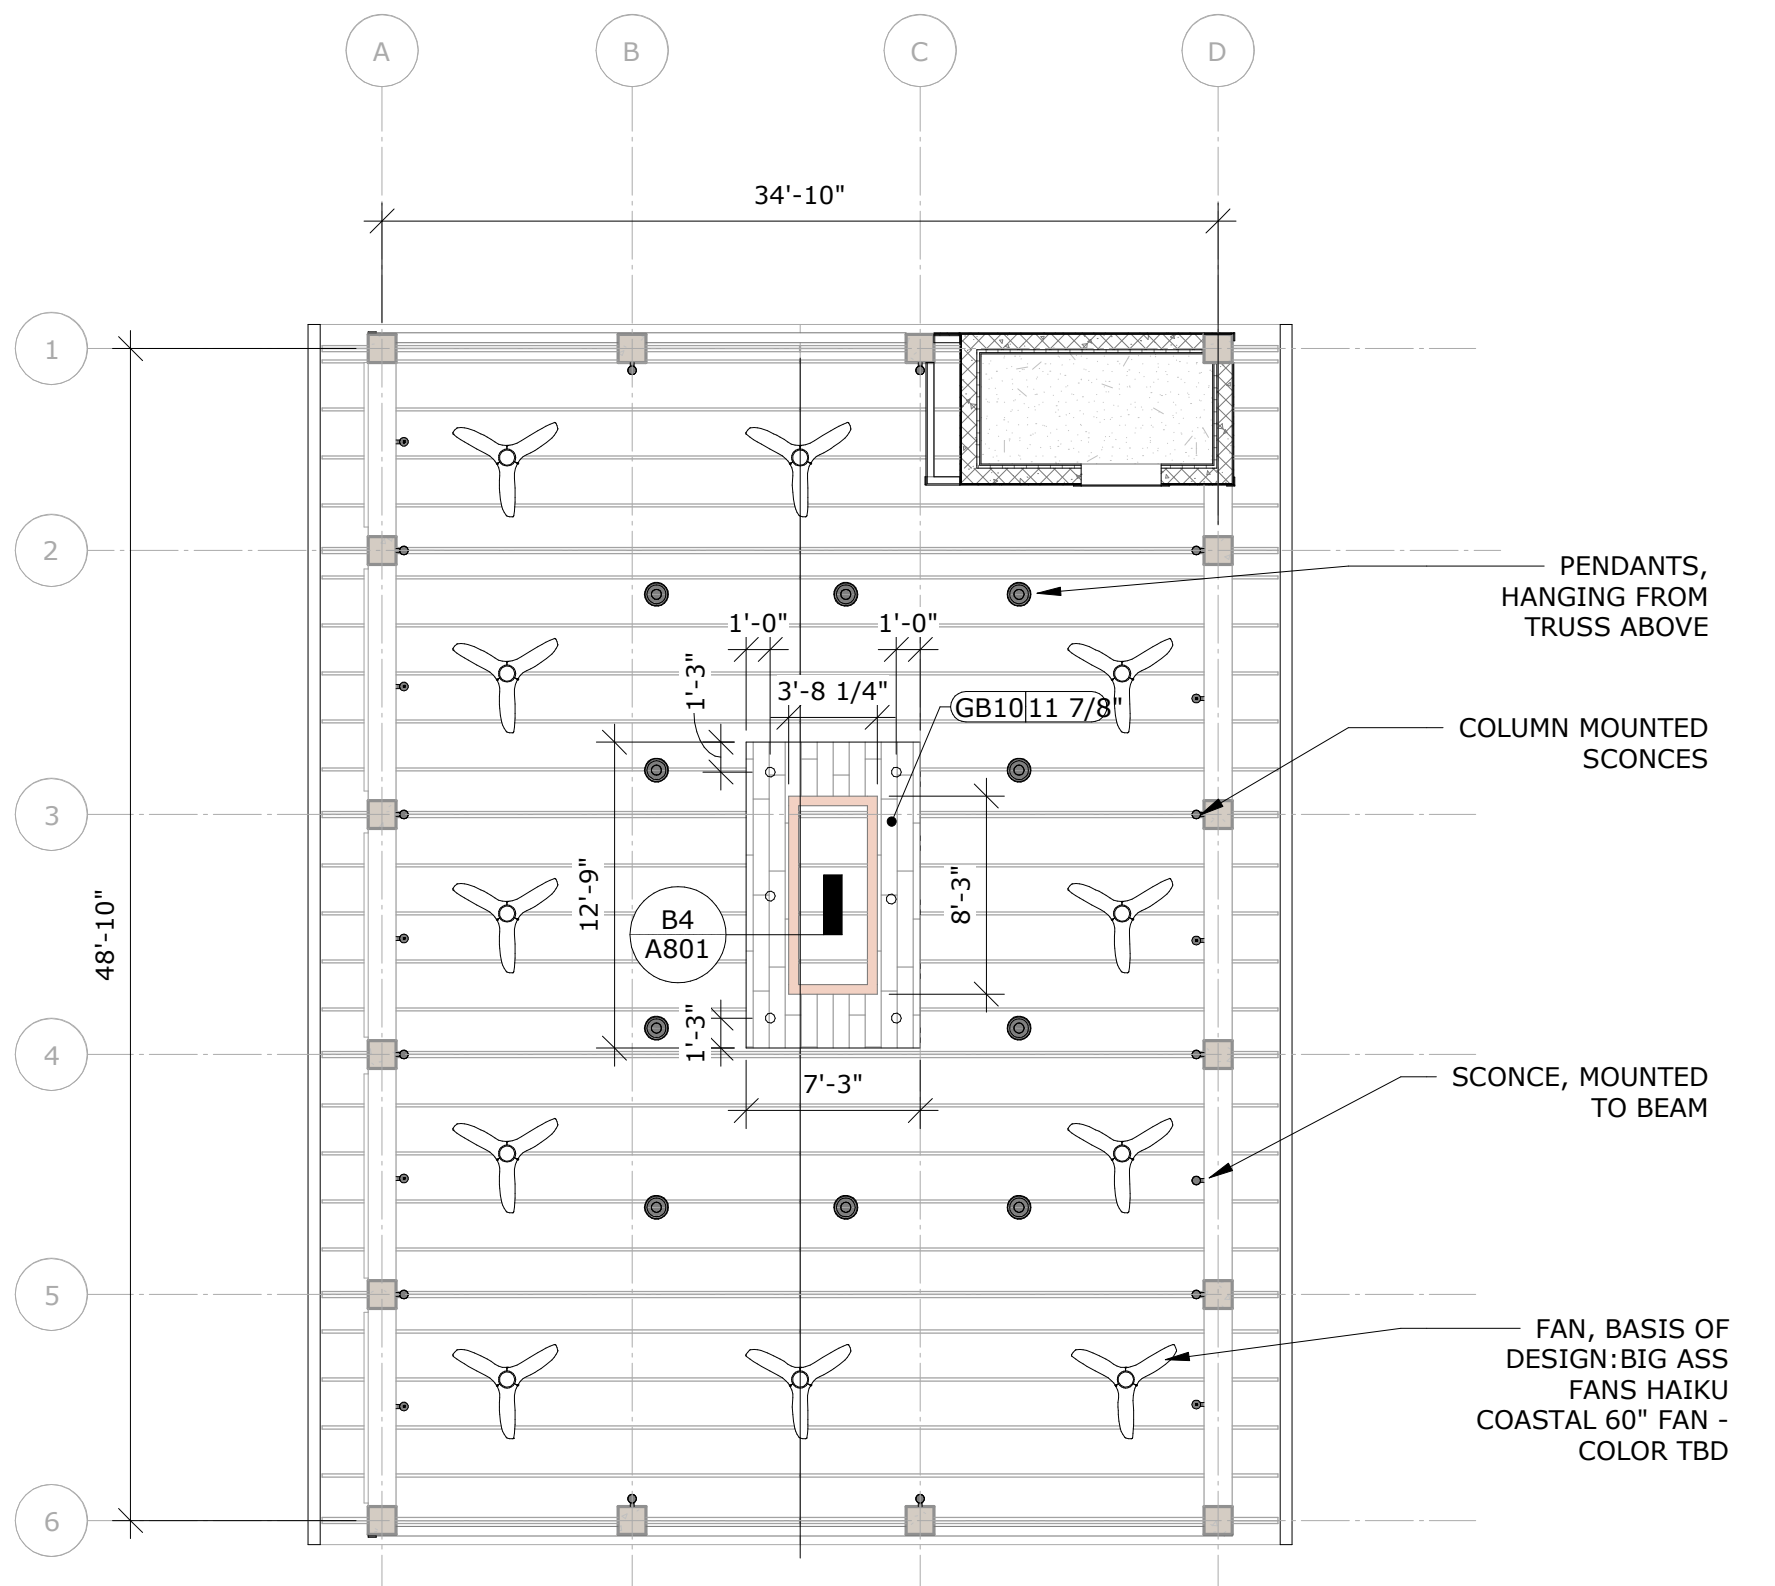 A
B
C
D
34'-10"
1
2
3
4
5
6
48'-10"
PENDANTS,
HANGING FROM
TRUSS ABOVE
1'-0"
1'-0"
1'-3"
3'-8 1/4"
GB10 11 7/8"
COLUMN MOUNTED
SCONCES
12'-9"
8'-3"
B4
A801
1'-3"
7'-3"
SCONCE, MOUNTED
TO BEAM
FAN, BASIS OF
DESIGN:BIG ASS
FANS HAIKU
COASTAL 60" FAN -
COLOR TBD